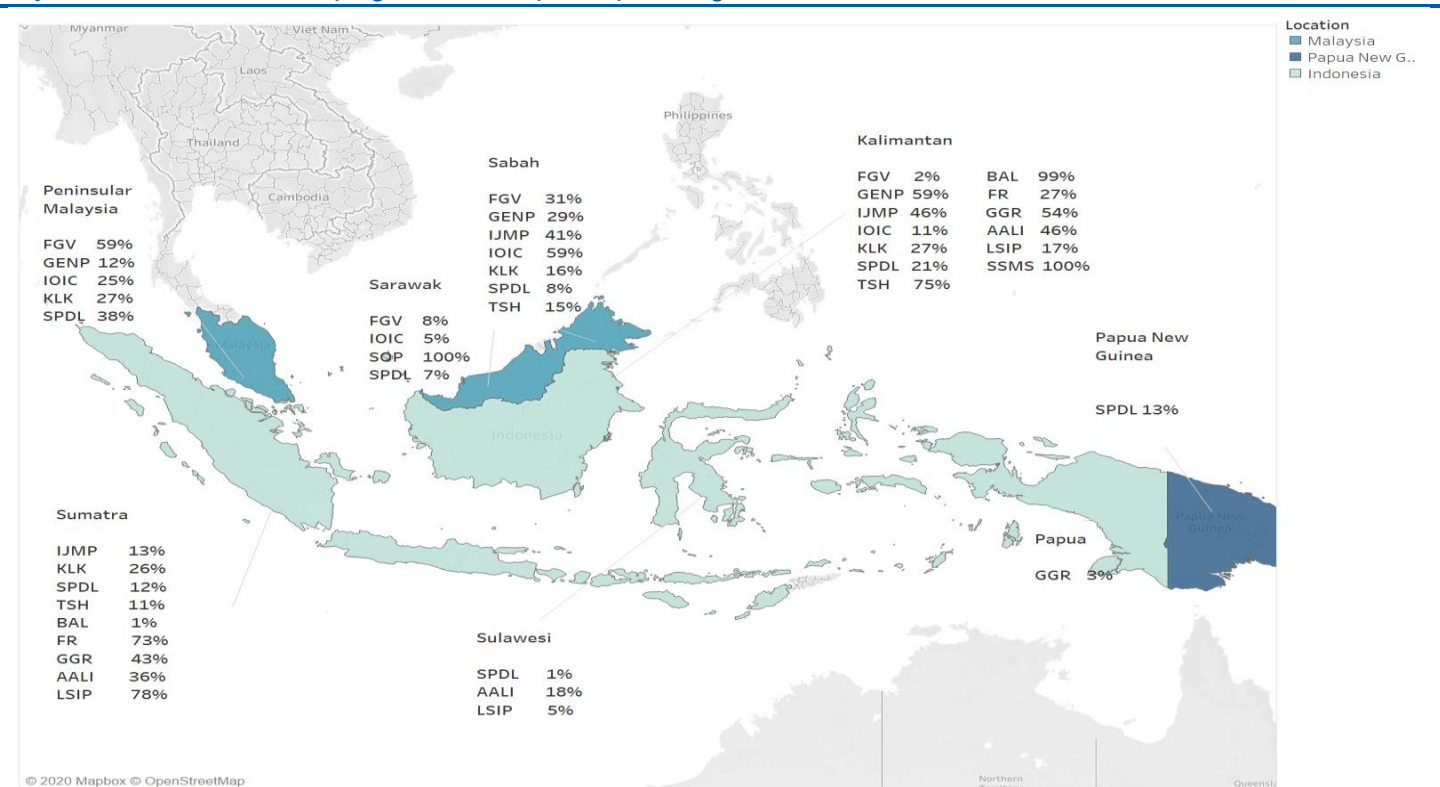 Location
Malaysia
Papua New G..
Indonesia
Myanmar
Viet Nam
Laos
Thailand
Cambodia
Philippines
Peninsular
Malaysia
FGV 59%
GENP 12%
IOIC 25%
KLK 27%
SPDL 38%
Sarawak
FGV 8%
IOIC 5%
SOP 100%
SPDL 7%
Sabah
FGV 31%
GENP 29%
IJMP 41%
IOIC 59%
KLK 16%
SPDL 8%
TSH 15%
Kalimantan
FGV 2% BAL 99%
GENP 59% FR 27%
IJMP 46% GGR 54%
IOIC 11% AALI 46%
KLK 27% LSIP 17%
SPDL 21% SSMS 100%
TSH 75%
Papua New
Guinea
SPDL 13%
Malaysia
Indonesia
Papua New
Guinea
Sumatra
IJMP 13%
KLK 26%
SPDL 12%
TSH 11%
BAL 1%
FR 73%
GGR 43%
AALI 36%
LSIP 78%
Sulawesi
SPDL 1%
AALI 18%
LSIP 5%
Papua
GGR 3%
Northern
© 2020 Mapbox © OpenStreetMap